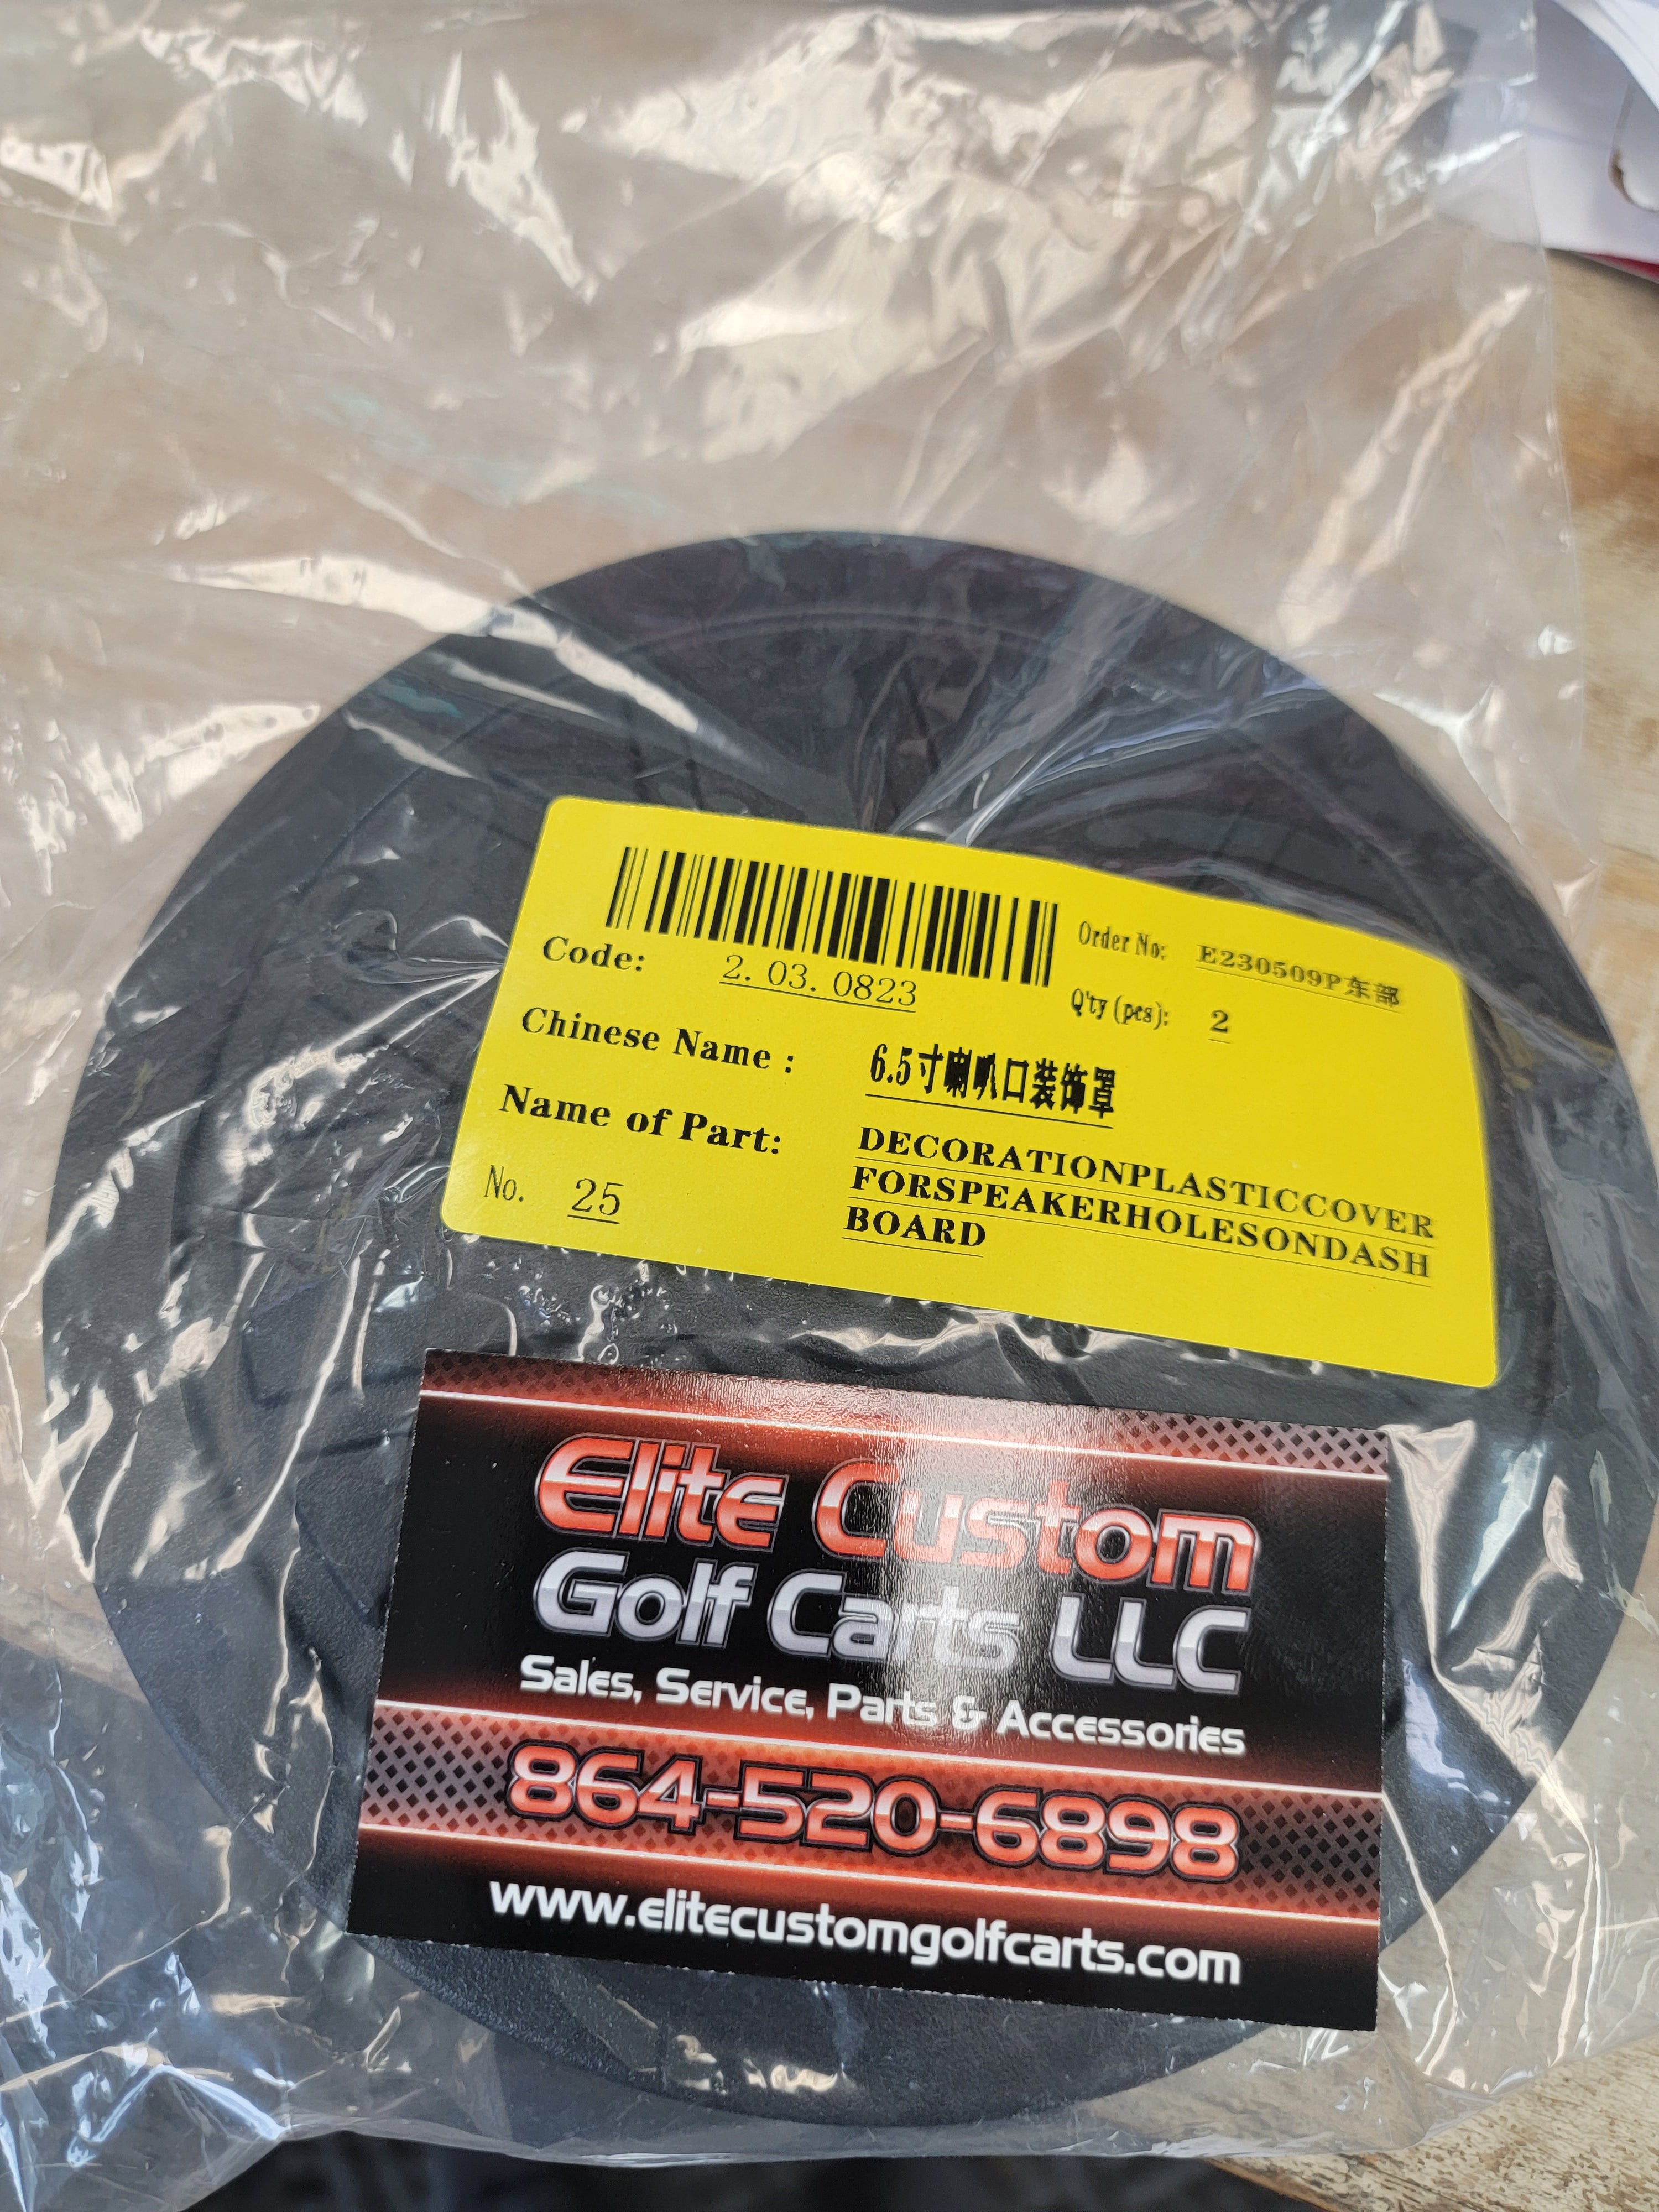 Order No: E230509P东部
Code: 2. 03. 0823
Q'ty (pcs): 2
Chinese Name : 6.5寸喇叭口装饰罩
Name of Part: DECORATIONPLASTICCOVER
FORSPEAKERHOLESONDASH
BOARD
No. 25
Elite Custom
Golf Carts LLC
Sales, Service, Parts & Accessories
864-520-6898
www.elitecustomgolfcarts.com